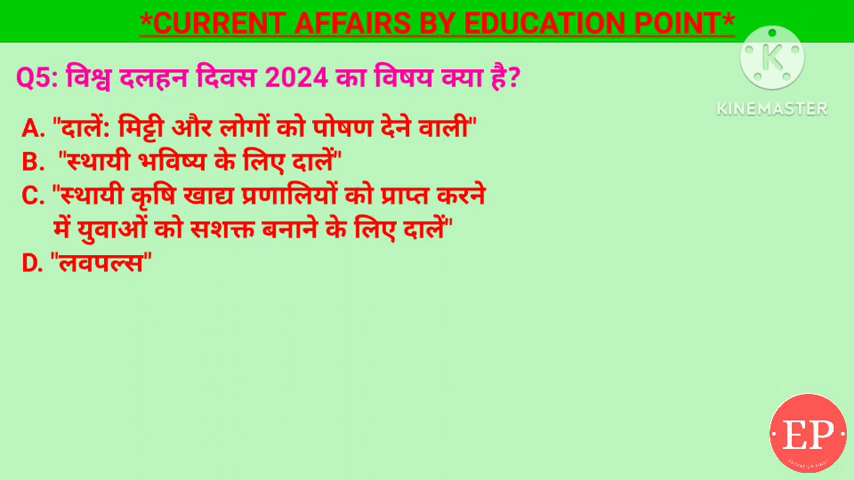 *CURRENT AFFAIRS BY EDUCATION POINT*
KINEMASTER
Q5: विश्व दलहन दिवस 2024 का विषय क्या है?
A. "दालें: मिट्टी और लोगों को पोषण देने वाली"
B. "स्थायी भविष्य के लिए दालें"
C. "स्थायी कृषि खाद्य प्रणालियों को प्राप्त करने
में युवाओं को सशक्त बनाने के लिए दालें"
D. "लवपल्स"
EP